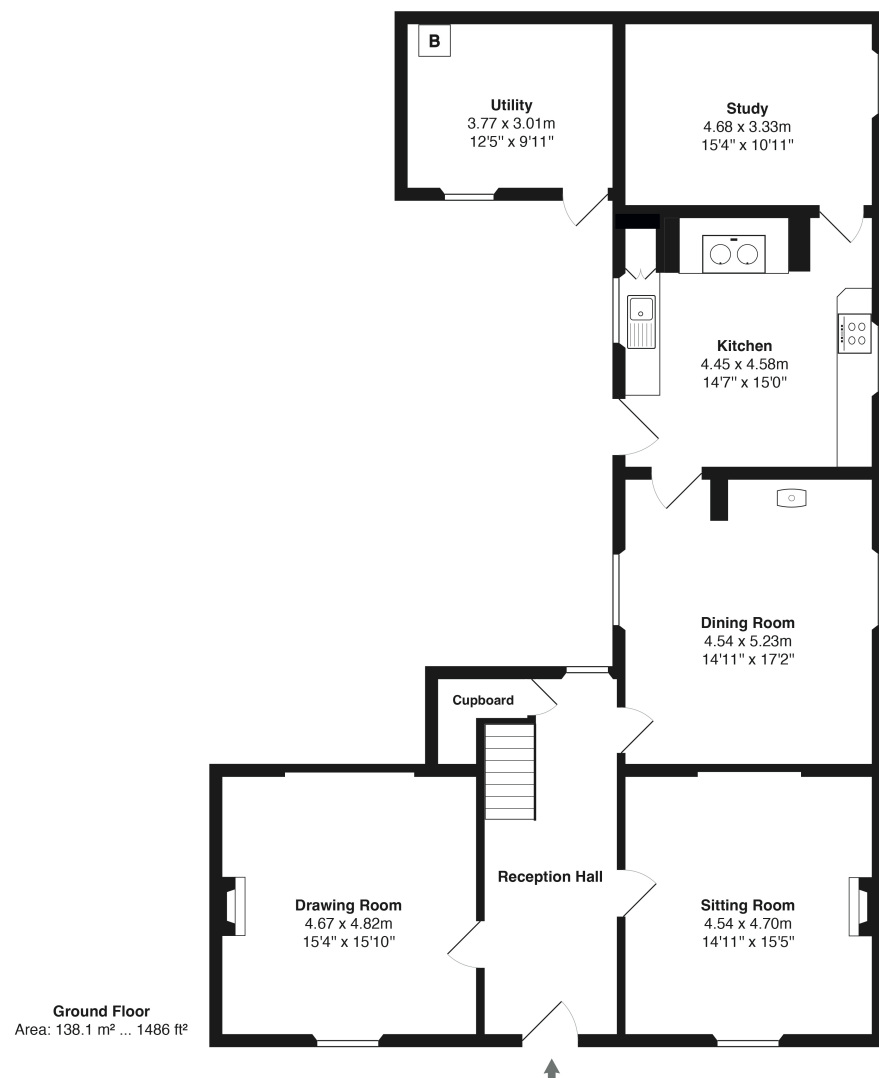 B
Utility
3.77 x 3.01m
12'5" x 9'11"
Study
4.68 x 3.33m
15'4" x 10'11"
Kitchen
4.45 x 4.58m
14'7" x 15'0"
Dining Room
4.54 x 5.23m
14'11" x 17'2"
Cupboard
Reception Hall
Drawing Room
4.67 x 4.82m
15'4" x 15'10"
Sitting Room
4.54 x 4.70m
14'11" x 15'5"
Ground Floor
Area: 138.1 m² ... 1486 ft²